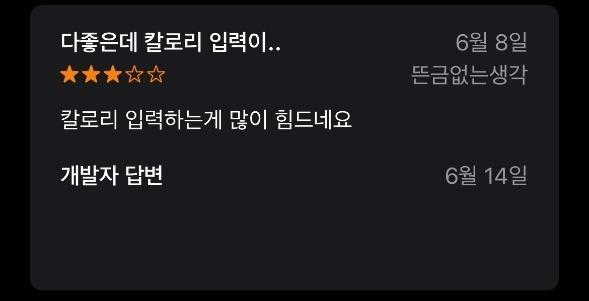 다좋은데 칼로리 입력이..
6월 8일
뜬금없는생각
칼로리 입력하는게 많이 힘드네요
개발자 답변
6월 14일